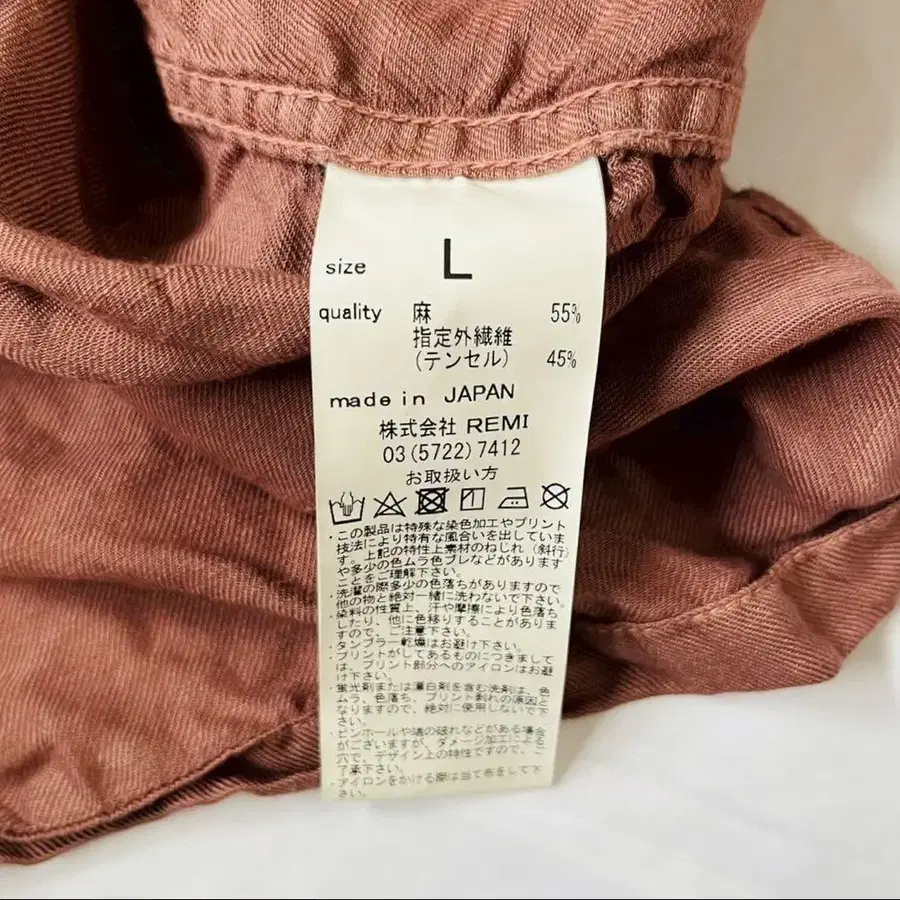 size L
quality 麻 55%
指定外繊維
(テンセル) 45%
made in JAPAN
株式会社 REMI
03(5722)7412
お取扱い方
・この製品は特殊な染色加工やプリント
技法により特有な風合いを出していま
す。上記の特性上素材のねじれ(斜行)
や多少の色ムラ色ブレなどがあります
ことをご理解下さい。
・洗濯の際多少の色落ちがありますので
他の物と絶対一緒に洗わないで下さい。
・染料の性質上、汗や摩擦により色落ち
したり、他に色移りすることがありま
すので、ご注意下さい。
・タンブラー乾燥はお避け下さい。
・プリントがしてあるものにつきまして
は、プリント部分へのアイロンはお避
け下さい。
・蛍光剤または漂白剤を含む洗剤は、色
ムラ、色落ち、プリント剥れの原因と
なりますので、絶対に使用しないで下
さい。
・ピンホールや端の破れなどがある場合
がございますが、ダメージ加工による
穴で、デザイン上の特性ですので、ご
了承下さい。
・アイロンをかける際は当て布をして下
さい。